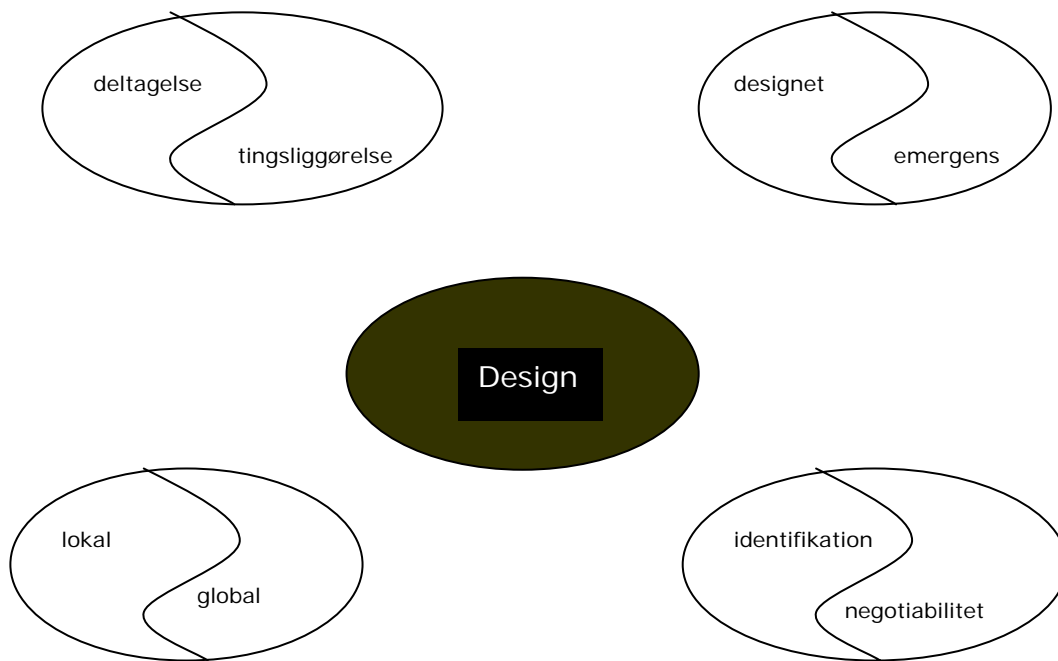 deltagelse
tingsliggørelse
designet
emergens
Design
lokal
global
identifikation
negotiabilitet